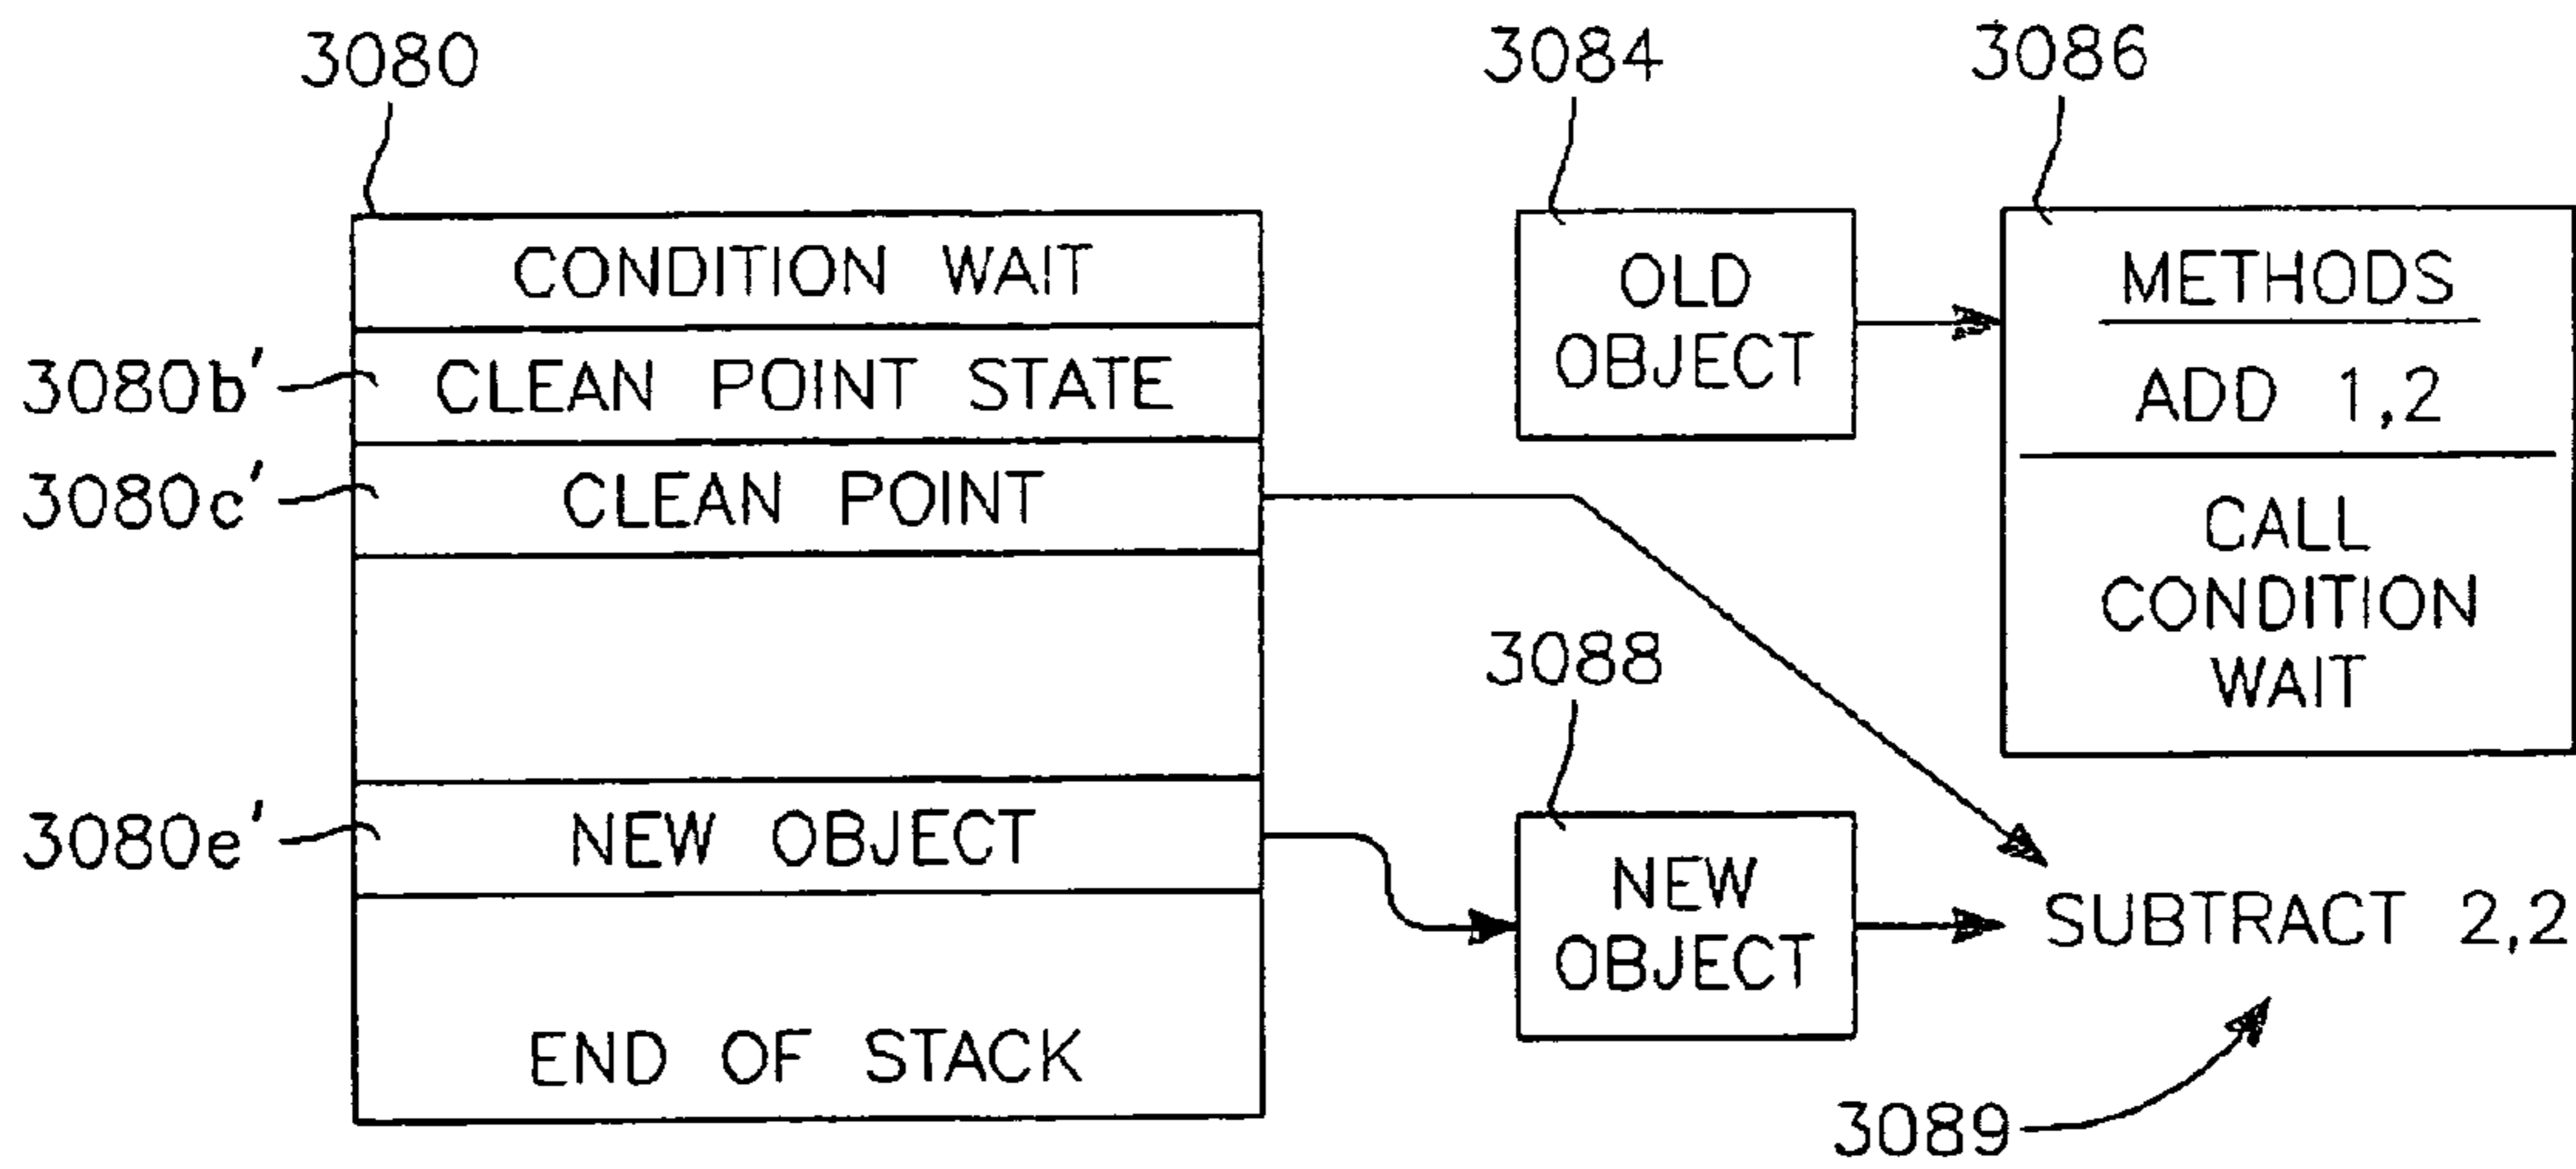 3080
3084
3086
CONDITION WAIT
3080b'
CLEAN POINT STATE
3080c'
CLEAN POINT
3080e'
NEW OBJECT
END OF STACK
OLD
OBJECT
METHODS
ADD 1,2
CALL
CONDITION
WAIT
3088
NEW
OBJECT
SUBTRACT 2,2
3089